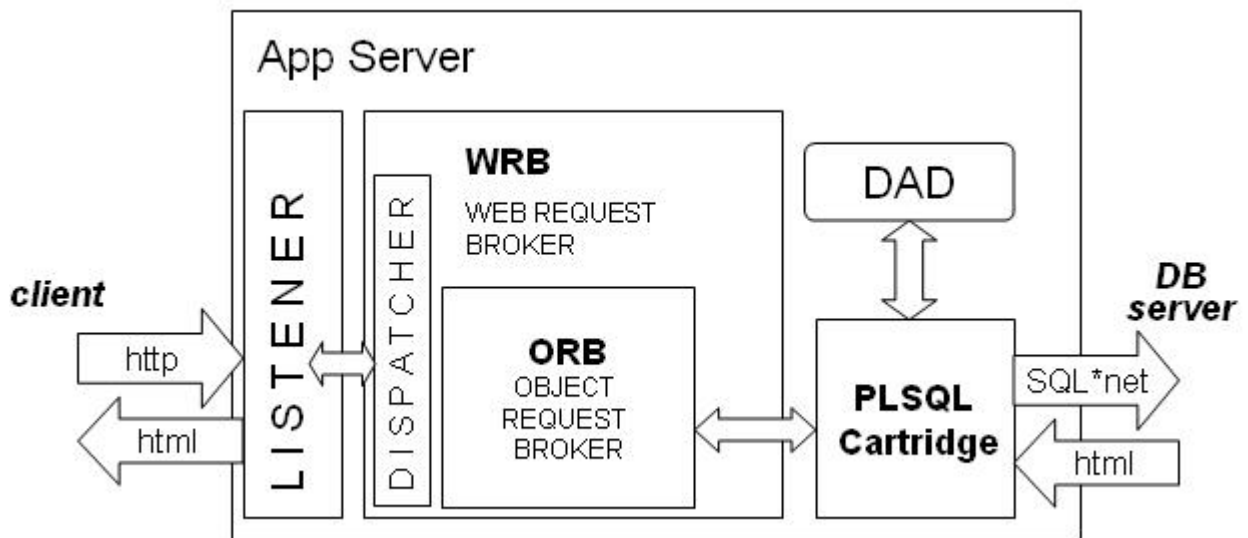 App Server
client
http
html
LISTENER
DISPATCHER
WRB
WEB REQUEST
BROKER
ORB
OBJECT
REQUEST
BROKER
DAD
PLSQL
Cartridge
DB
server
SQL*net
html